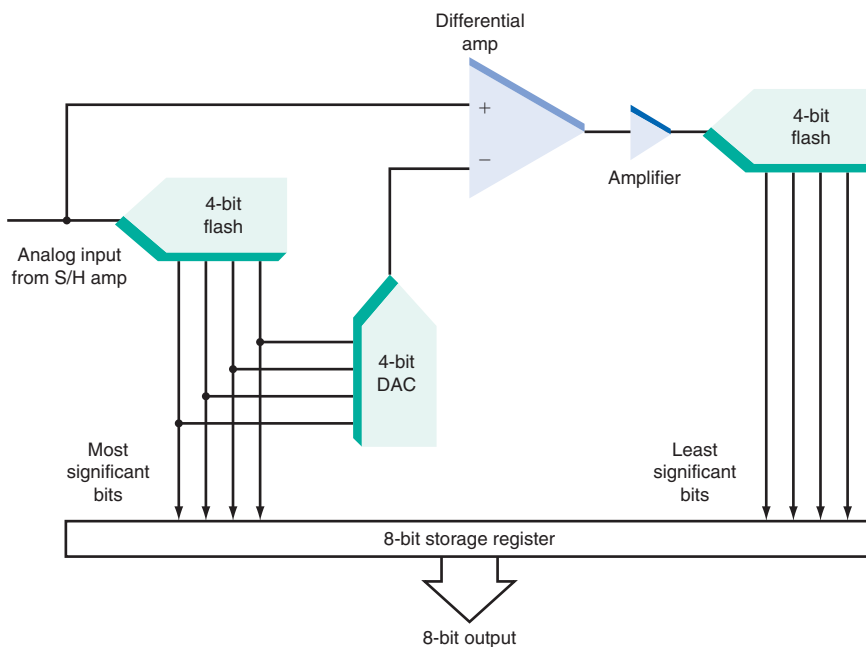 Differential
amp
+
−
4-bit
flash
Amplifier
4-bit
flash
Analog input
from S/H amp
4-bit
DAC
Most
significant
bits
Least
significant
bits
8-bit storage register
8-bit output